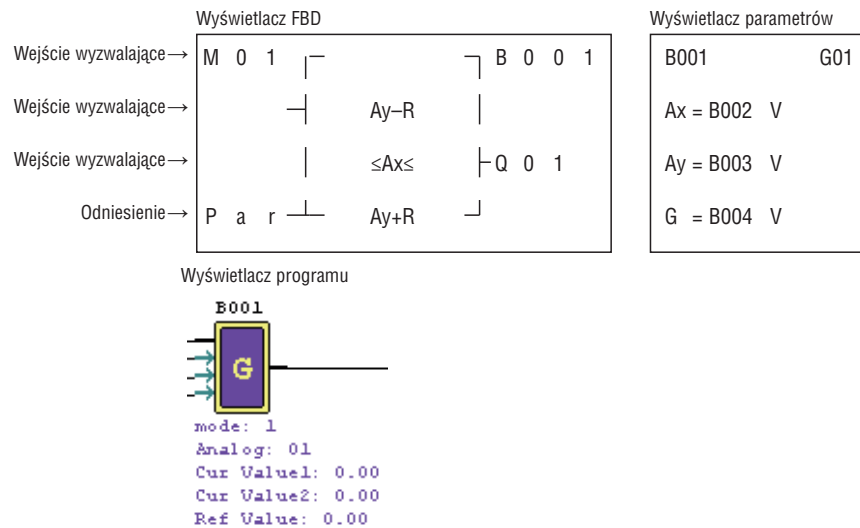 Wyświetlacz FBD
Wejście wyzwalające→ M 0 1 B 0 0 1
Wejście wyzwalające→ Ay–R
Wejście wyzwalające→ ≤Ax≤ Q 0 1
Odniesienie→ P a r Ay+R
Wyświetlacz parametrów
B001 G01
Ax = B002 V
Ay = B003 V
G = B004 V
Wyświetlacz programu
B001
G
mode: 1
Analog: 01
Cur Value1: 0.00
Cur Value2: 0.00
Ref Value: 0.00